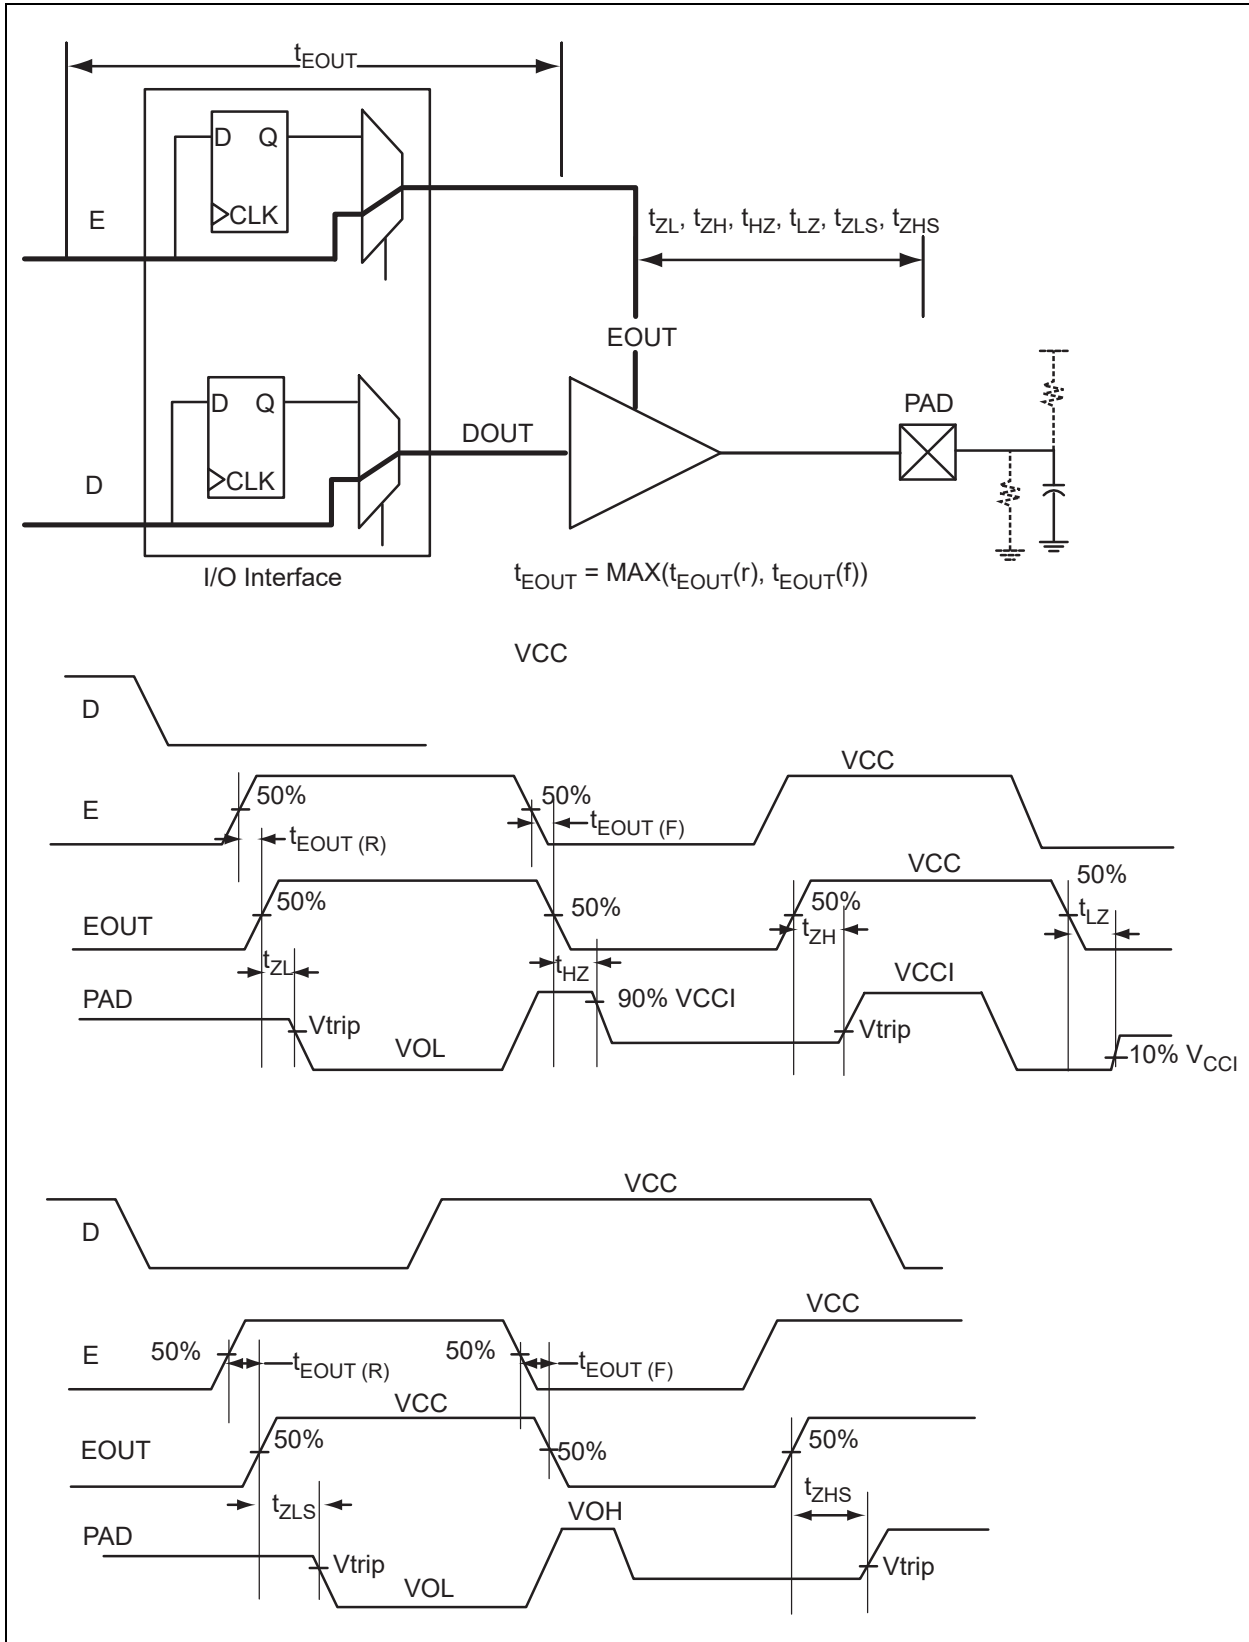 tEOUT
D Q
CLK
E
tZL, tZH, tHZ, tLZ, tZLS, tZHS
EOUT
D Q
CLK
DOUT
PAD
D
I/O Interface
tEOUT = MAX(tEOUT(r), tEOUT(f))
VCC
D
VCC
E
50%
50%
tEOUT (R)
tEOUT (F)
VCC
50%
EOUT
50%
50%
50%
tZL
tHZ
tZH
tLZ
PAD
90% VCCI
VCCI
Vtrip
VOL
Vtrip
10% VCCI
VCC
D
VCC
E
50%
tEOUT (R)
50%
tEOUT (F)
VCC
EOUT
50%
50%
50%
tZLS
VOH
tZHS
PAD
Vtrip
VOL
Vtrip